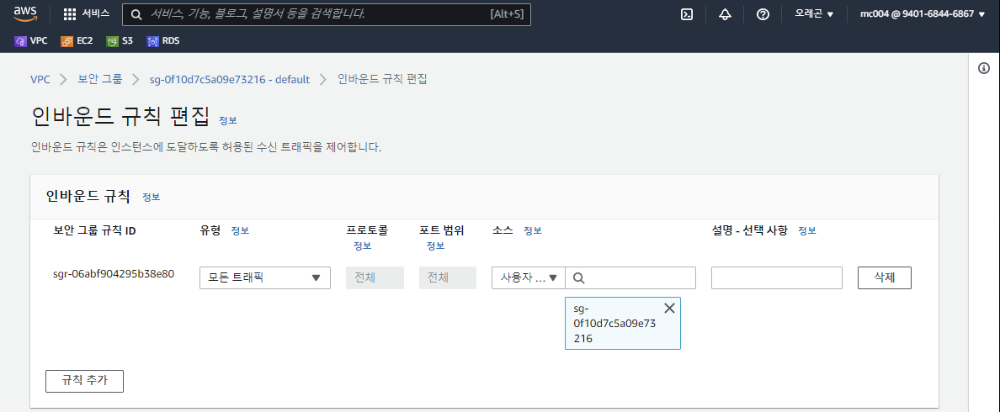 aws 서비스 서비스, 기능, 블로그, 설명서 등을 검색합니다. [Alt+S] 오레곤 mc004 @ 9401-6844-6867
VPC EC2 S3 RDS
VPC 보안 그룹 sg-0f10d7c5a09e73216 - default 인바운드 규칙 편집
인바운드 규칙 편집 정보
인바운드 규칙은 인스턴스에 도달하도록 허용된 수신 트래픽을 제어합니다.
인바운드 규칙 정보
보안 그룹 규칙 ID 유형 정보 프로토콜 포트 범위 소스 정보 설명 - 선택 사항 정보
정보 정보
sgr-06abf904295b38e80 모든 트래픽 전체 전체 사용자 ... 삭제
sg-
0f10d7c5a09e73
216
규칙 추가